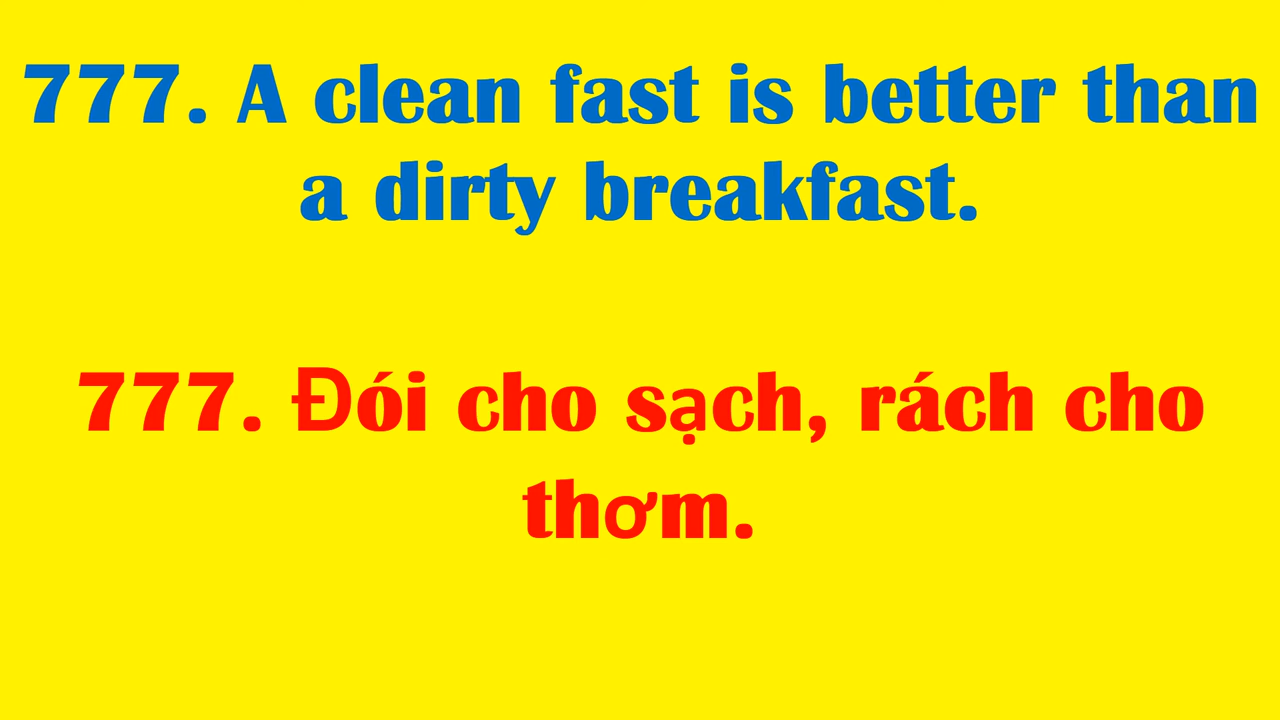 777. A clean fast is better than
a dirty breakfast.
777. Đói cho sạch, rách cho
thơm.